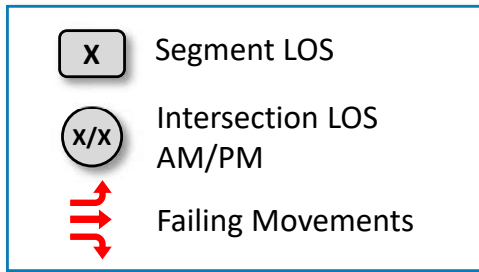 X Segment LOS
X/X Intersection LOS
AM/PM
Failing Movements